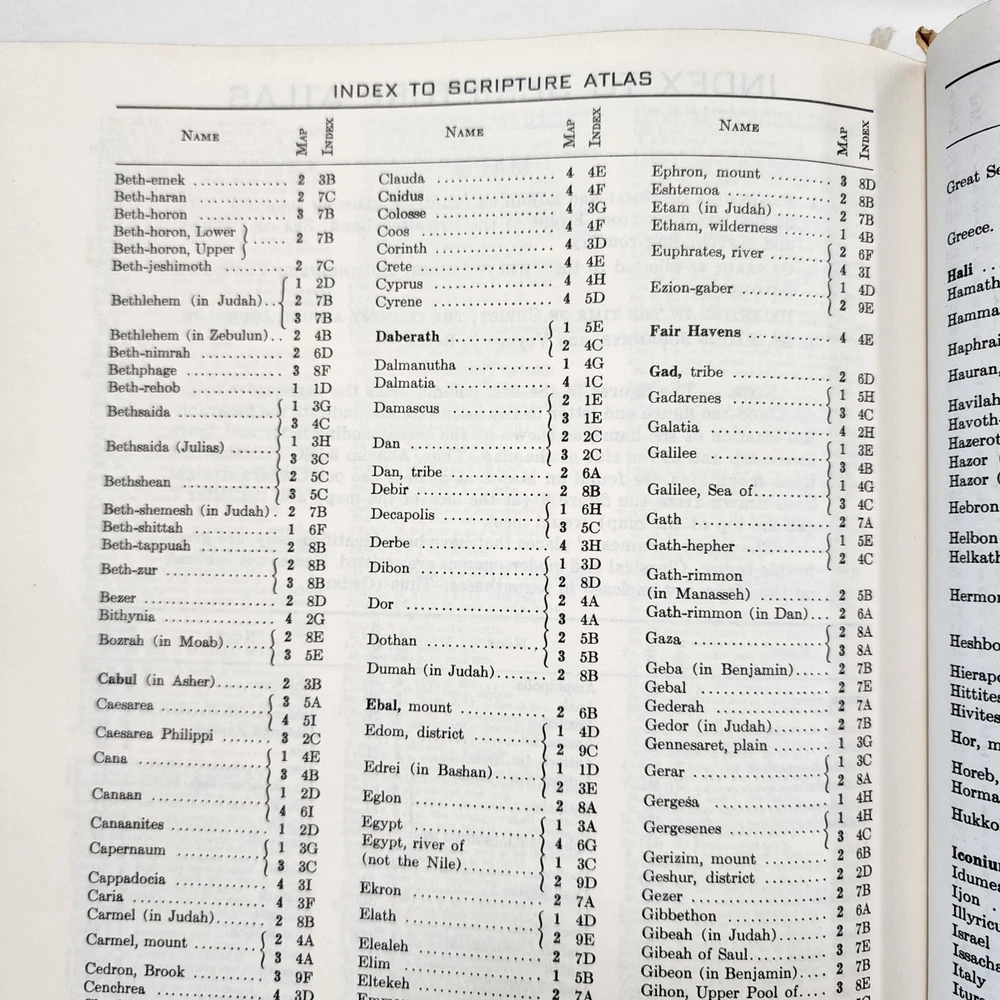 INDEX TO SCRIPTURE ATLAS
NAME MAP INDEX
Beth-emek 2 3B
Beth-haran 2 7C
Beth-horon 3 7B
Beth-horon, Lower
2 7B
Beth-horon, Upper
Beth-jeshimoth 2 7C
1 2D
Bethlehem (in Judah) 2 7B
3 7B
Bethlehem (in Zebulun) 2 4B
Beth-nimrah 2 6D
Bethphage 3 8F
Beth-rehob 1 1D
Bethsaida 1 3G
3 4C
Bethsaida (Julias) 1 3H
3 3C
Bethshean 2 5C
3 5C
Beth-shemesh (in Judah) 2 7B
Beth-shittah 1 6F
Beth-tappuah 2 8B
Beth-zur 2 8B
3 8B
Bezer 2 8D
Bithynia 4 2G
Bozrah (in Moab) 2 8E
3 5E
Cabul (in Asher) 2 3B
Caesarea 3 5A
4 5I
Caesarea Philippi 3 2C
Cana 1 4E
3 4B
Canaan 1 2D
4 6I
Canaanites 1 2D
Capernaum 1 3G
3 3C
Cappadocia 4 3I
Caria 4 3F
Carmel (in Judah) 2 8B
Carmel, mount 2 4A
3 4A
Cedron, Brook 3 9F
Cenchrea 4 3D
NAME MAP INDEX
Clauda 4 4E
Cnidus 4 4F
Colosse 4 3G
Coos 4 4F
Corinth 4 3D
Crete 4 4E
Cyprus 4 4H
Cyrene 4 5D
Daberath 1 5E
2 4C
Dalmanutha 1 4G
Dalmatia 4 1C
Damascus 2 1E
3 1E
Dan 2 2C
3 2C
Dan, tribe 2 6A
Debir 2 8B
Decapolis 1 6H
3 5C
Derbe 4 3H
Dibon 1 3D
2 8D
Dor 2 4A
3 4A
Dothan 2 5B
3 5B
Dumah (in Judah) 2 8B
Ebal, mount 2 6B
Edom, district 1 4D
2 9C
Edrei (in Bashan) 1 1D
2 3E
Eglon 2 8A
Egypt 1 3A
4 6G
Egypt, river of
(not the Nile) 1 3C
2 9D
Ekron 2 7A
Elath 1 4D
2 9E
Elealeh 2 7D
Elim 1 5B
Eltekeh 2 7A
NAME MAP INDEX
Ephron, mount 3 8D
Eshtemoa 2 8B
Etam (in Judah) 2 7B
Etham, wilderness 1 4B
Euphrates, river 2 6F
4 3I
Ezion-gaber 1 4D
2 9E
Fair Havens 4 4E
Gad, tribe 2 6D
Gadarenes 1 5H
3 4C
Galatia 4 2H
Galilee 1 3E
3 4B
Galilee, Sea of 1 4G
3 4C
Gath 2 7A
Gath-hepher 1 5E
2 4C
Gath-rimmon
(in Manasseh) 2 5B
Gath-rimmon (in Dan) 2 6A
Gaza 2 8A
3 8A
Geba (in Benjamin) 2 7B
Gebal 2 7E
Gederah 2 7A
Gedor (in Judah) 2 7B
Gennesaret, plain 1 3G
Gerar 1 3C
2 8A
Gergesa 1 4H
Gergesenes 1 4H
3 4C
Gerizim, mount 2 6B
Geshur, district 2 2D
Gezer 2 7B
Gibbethon 2 6A
Gibeah (in Judah) 2 7B
Gibeah of Saul 3 7E
Gibeon (in Benjamin) 2 7B
Gihon, Upper Pool of 3 8E
Great
Greece.
Hali
Hauran,
Hazor
Hazor
Hebron
Helbon
Hor,
Horeb,
Ijon
Israel
Italy